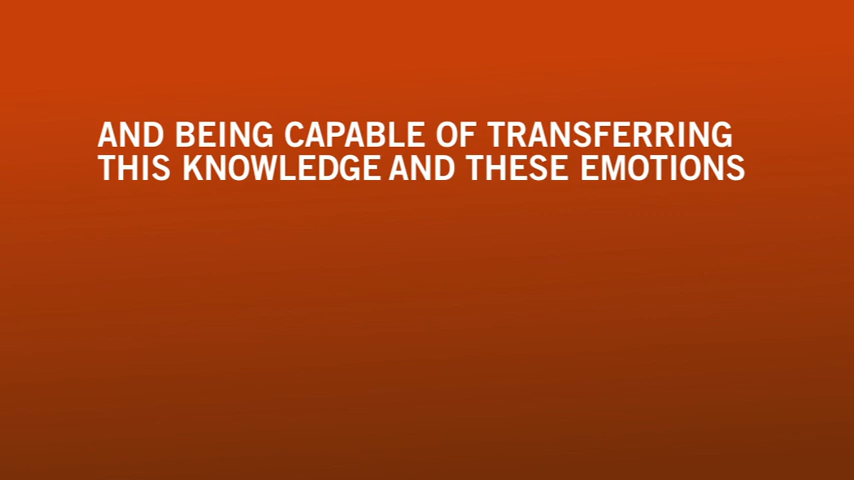 AND BEING CAPABLE OF TRANSFERRING
THIS KNOWLEDGE AND THESE EMOTIONS